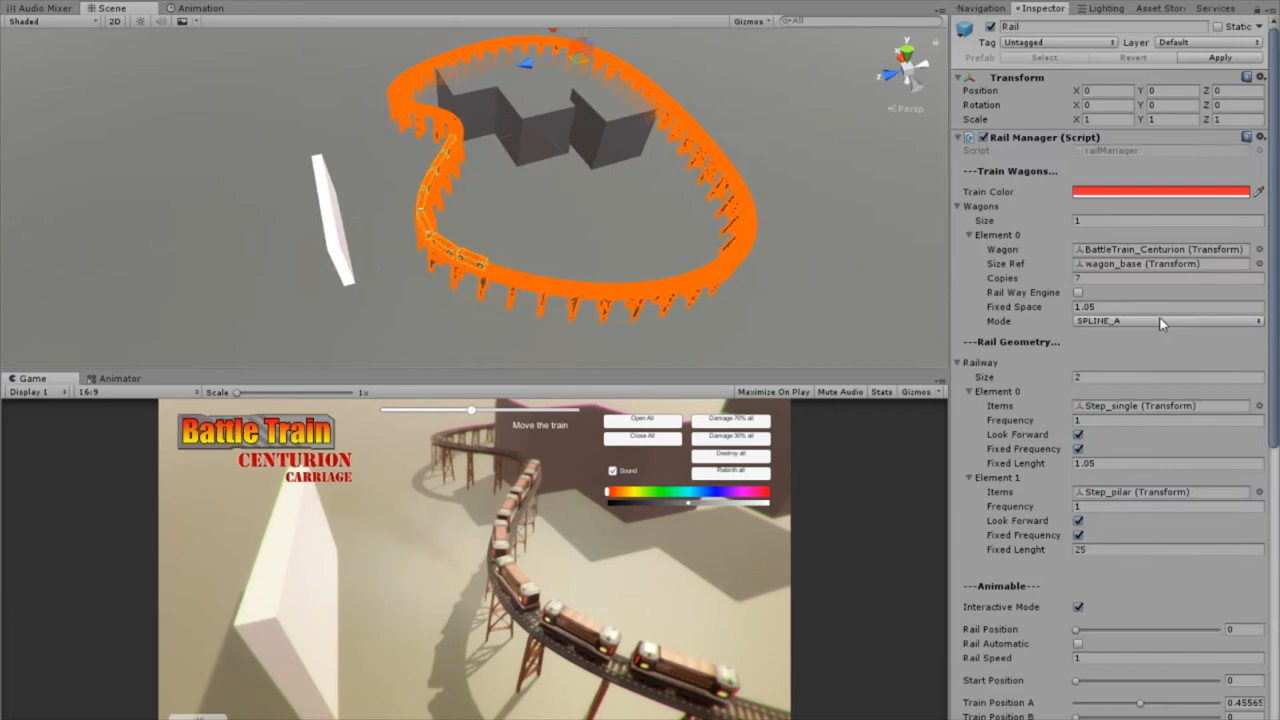 Audio Mixer Scene Animation
Shaded 2D Gizmos All
y
x
z
Persp
Navigation Inspector Lighting Asset Stor Services
Rail Static
Tag Untagged Layer Default
Prefab Select Revert Apply
Transform
Position X 0 Y 0 Z 0
Rotation X 0 Y 0 Z 0
Scale X 1 Y 1 Z 1
Rail Manager (Script)
Script railManager
---Train Wagons...
Train Color
Wagons
Size 1
Element 0
Wagon BattleTrain_Centurion (Transform)
Size Ref wagon_base (Transform)
Copies 7
Rail Way Engine
Fixed Space 1.05
Mode SPLINE_A
---Rail Geometry...
Railway
Size 2
Element 0
Items Step_single (Transform)
Frequency 1
Look Forward
Fixed Frequency
Fixed Lenght 1.05
Element 1
Items Step_pilar (Transform)
Frequency 1
Look Forward
Fixed Frequency
Fixed Lenght 25
---Animable---
Interactive Mode
Rail Position 0
Rail Automatic
Rail Speed 1
Start Position 0
Train Position A 0.45565
Train Position B 0
Game Animator
Display 1 16:9 Scale 1x Maximize On Play Mute Audio Stats Gizmos
Battle Train
CENTURION
CARRIAGE
Move the train
Open All Damage 70% all
Close All Damage 30% all
Destroy all
Sound Rebirth all